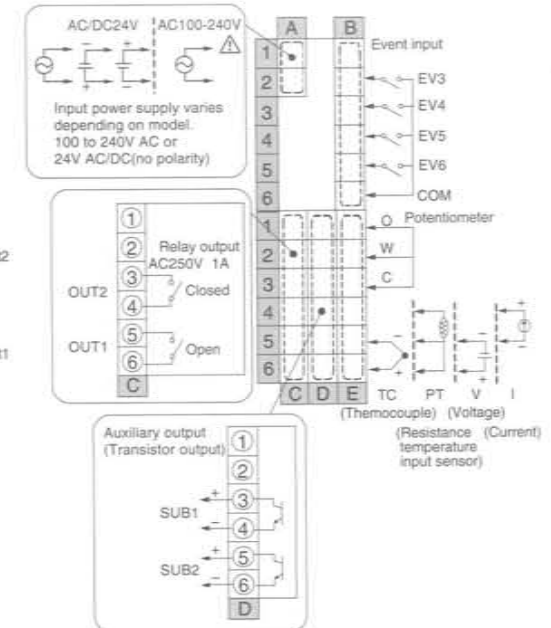 AC/DC24V
AC100-240V
Input power supply varies
depending on model.
100 to 240V AC or
24V AC/DC(no polarity)
A
B
1
2
3
4
5
6
Event input
EV3
EV4
EV5
EV6
COM
1
2
3
4
5
6
C
D
E
O
Potentiometer
W
C
TC
PT
V
I
(Themocouple)
(Voltage)
(Resistance
temperature
input sensor)
(Current)
1
2
3
4
5
6
C
Relay output
AC250V 1A
OUT2
Closed
OUT1
Open
Auxiliary output
(Transistor output)
1
2
3
4
5
6
D
SUB1
+
−
SUB2
+
−